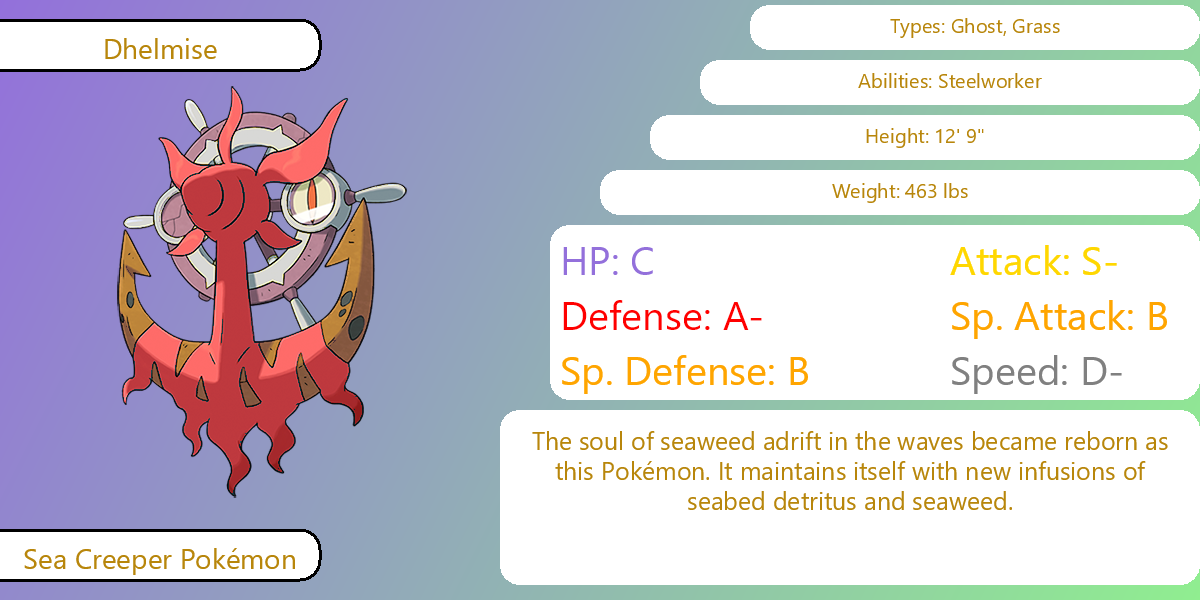 Dhelmise
Types: Ghost, Grass
Abilities: Steelworker
Height: 12' 9"
Weight: 463 lbs
HP: C
Attack: S-
Defense: A-
Sp. Attack: B
Sp. Defense: B
Speed: D-
The soul of seaweed adrift in the waves became reborn as
this Pokémon. It maintains itself with new infusions of
seabed detritus and seaweed.
Sea Creeper Pokémon